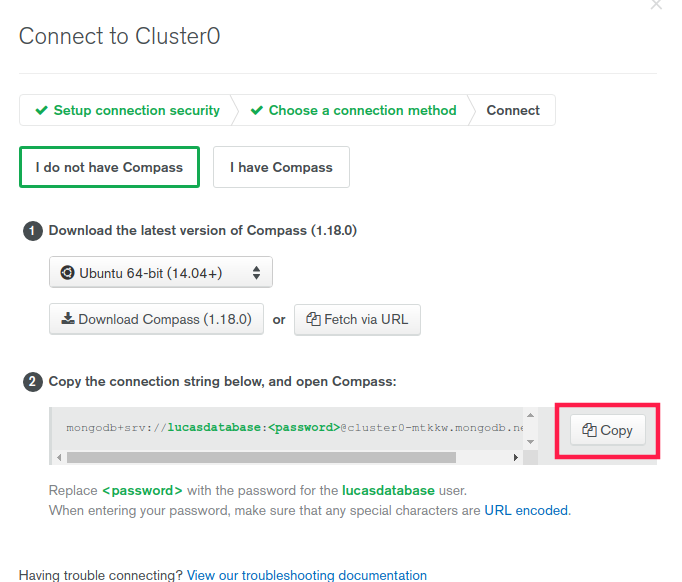 Connect to Cluster0
Setup connection security Choose a connection method Connect
I do not have Compass I have Compass
1 Download the latest version of Compass (1.18.0)
Ubuntu 64-bit (14.04+)
Download Compass (1.18.0) or Fetch via URL
2 Copy the connection string below, and open Compass:
mongodb+srv://lucasdatabase:<password>@cluster0-mtkkw.mongodb.ne Copy
Replace <password> with the password for the lucasdatabase user.
When entering your password, make sure that any special characters are URL encoded.
Having trouble connecting? View our troubleshooting documentation